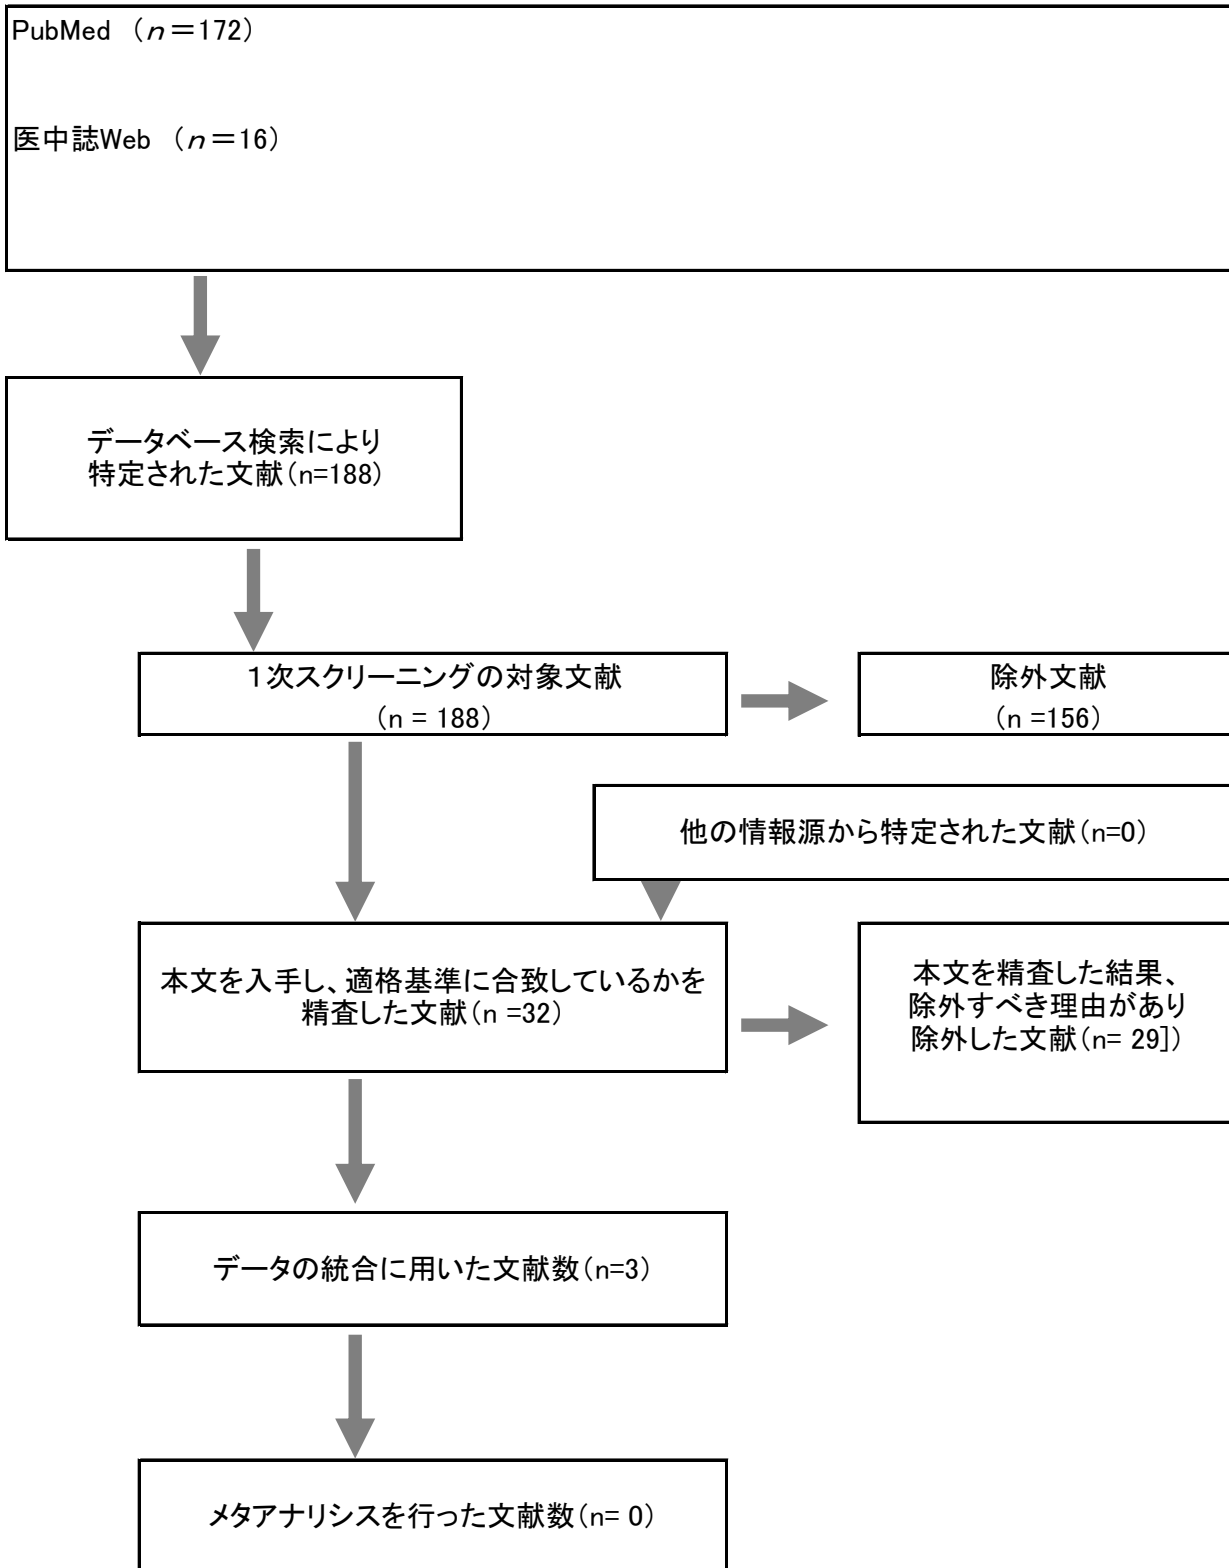 PubMed （n＝172）
医中誌Web （n＝16）
データベース検索により
特定された文献（n=188）
１次スクリーニングの対象文献
（n = 188）
除外文献
（n =156）
他の情報源から特定された文献（n=0）
本文を入手し、適格基準に合致しているかを
精査した文献（n =32）
本文を精査した結果、
除外すべき理由があり
除外した文献（n= 29]）
データの統合に用いた文献数（n=3）
メタアナリシスを行った文献数（n= 0）